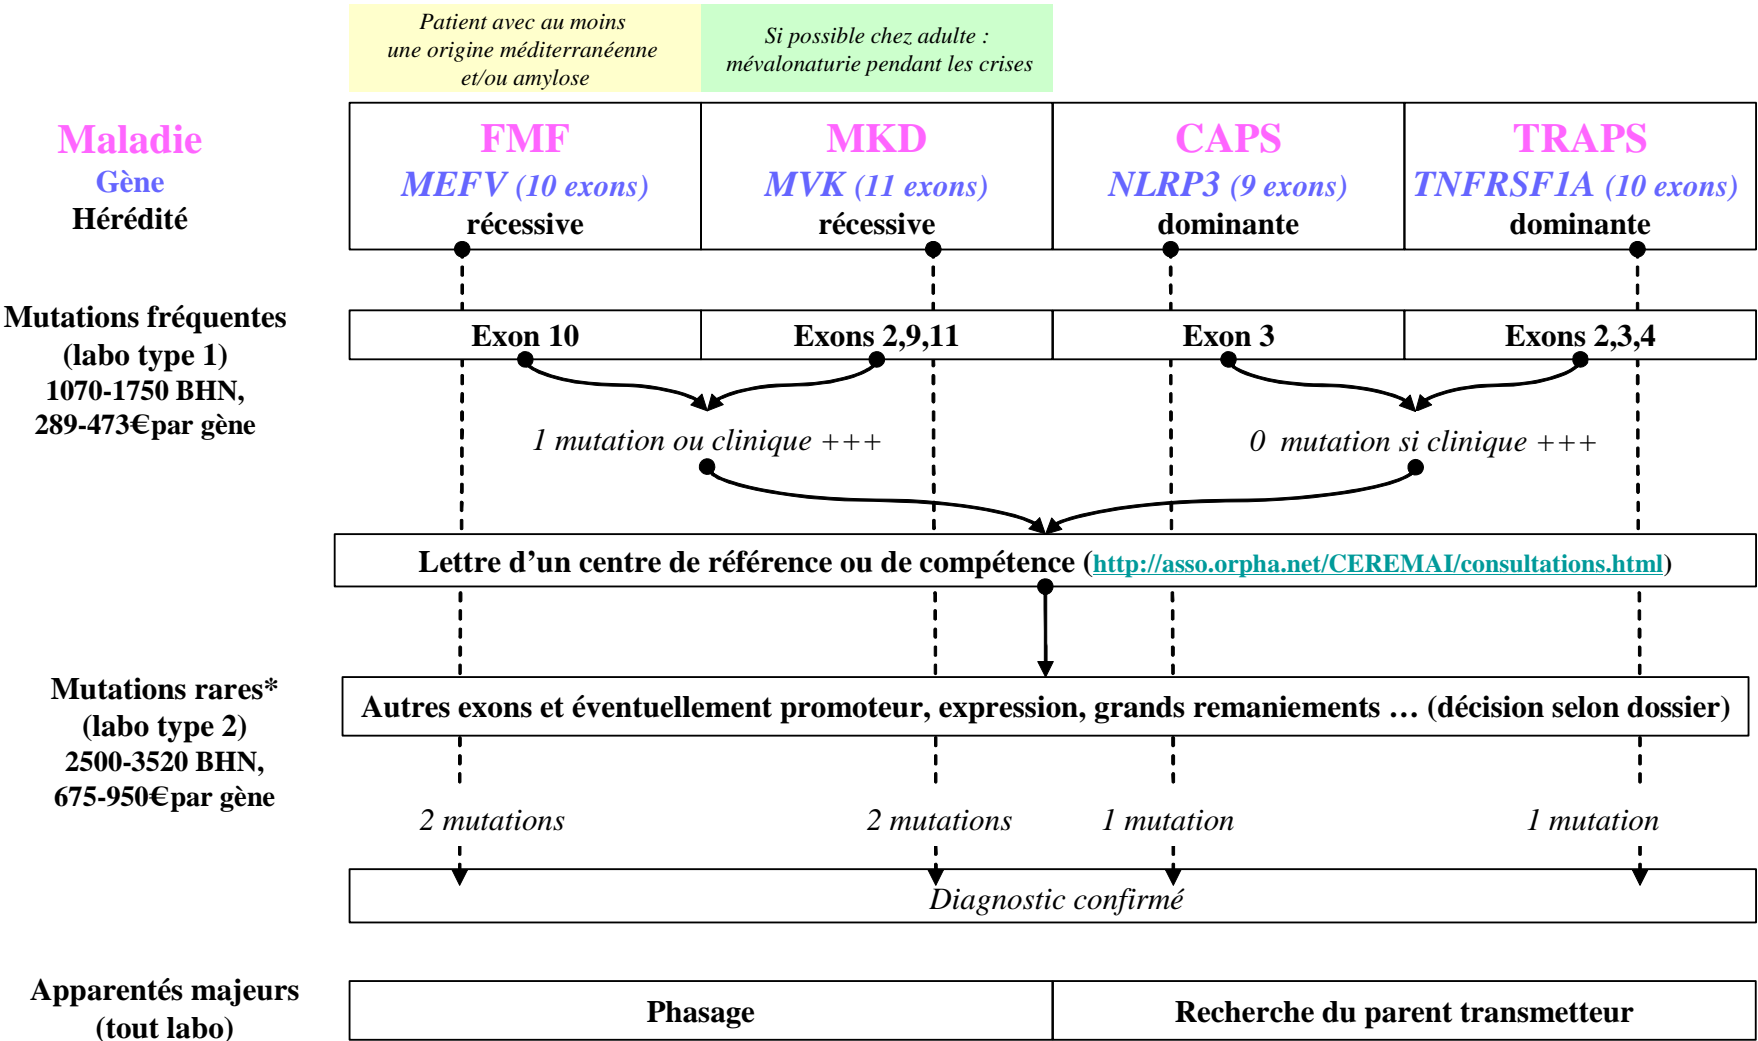 Patient avec au moins
une origine méditerranéenne
et/ou amylose
Si possible chez adulte :
mévalonaturie pendant les crises
Maladie
Gène
Hérédité
FMF
MEFV (10 exons)
récessive
MKD
MVK (11 exons)
récessive
CAPS
NLRP3 (9 exons)
dominante
TRAPS
TNFRSF1A (10 exons)
dominante
Mutations fréquentes
(labo type 1)
1070-1750 BHN,
289-473€par gène
Exon 10
Exons 2,9,11
Exon 3
Exons 2,3,4
1 mutation ou clinique +++
0 mutation si clinique +++
Lettre d’un centre de référence ou de compétence (http://asso.orpha.net/CEREMAI/consultations.html)
Mutations rares*
(labo type 2)
2500-3520 BHN,
675-950€par gène
Autres exons et éventuellement promoteur, expression, grands remaniements … (décision selon dossier)
2 mutations
2 mutations
1 mutation
1 mutation
Diagnostic confirmé
Apparentés majeurs
(tout labo)
Phasage
Recherche du parent transmetteur